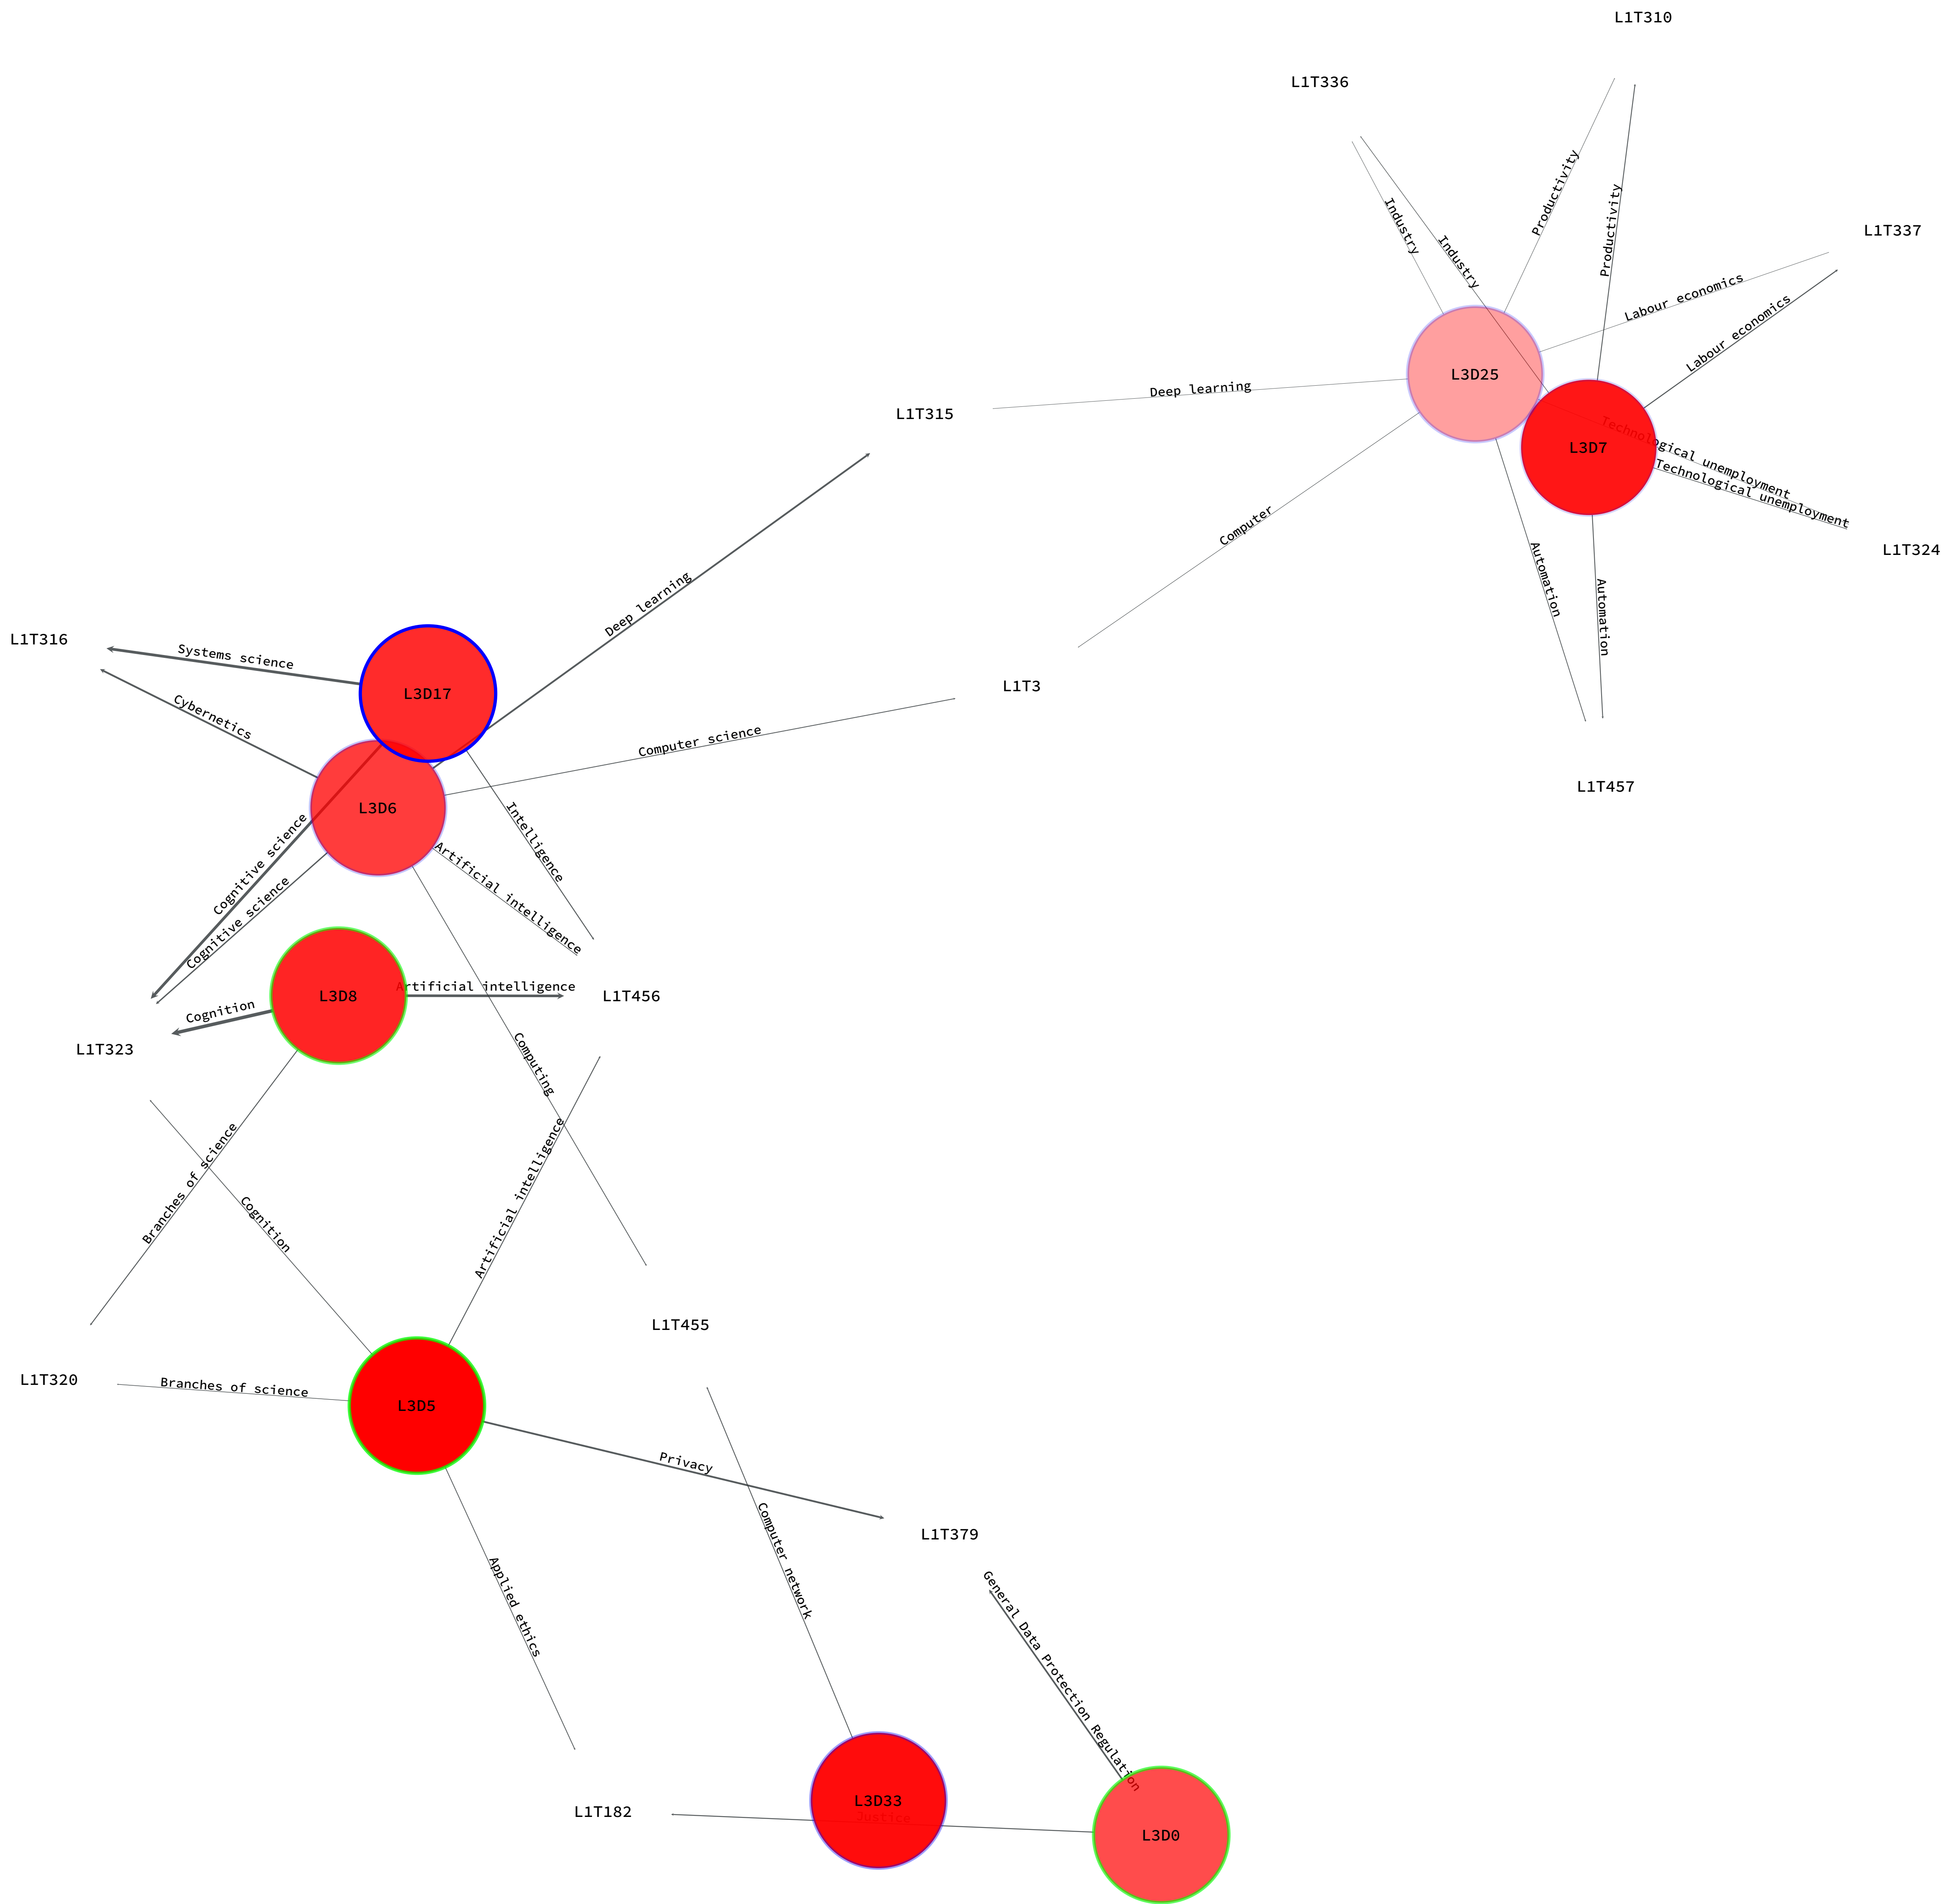 L1T310
L1T336
Productivity
Industry
Productivity
L1T337
Industry
Labour economics
Labour economics
L3D25
Deep learning
L1T315
Technological unemployment
L3D7
Technological unemployment
Computer
L1T324
Automation
Automation
Deep learning
L1T316
Systems science
L3D17
L1T3
Cybernetics
Computer science
L1T457
L3D6
Intelligence
Cognitive science
Artificial intelligence
Cognitive science
L3D8
Artificial intelligence
L1T456
Cognition
L1T323
Computing
Branches of science
Artificial intelligence
Cognition
L1T455
L1T320
Branches of science
L3D5
Privacy
L1T379
Computer network
Applied ethics
General Data Protection Regulation
L3D33
L1T182
Justice
L3D0